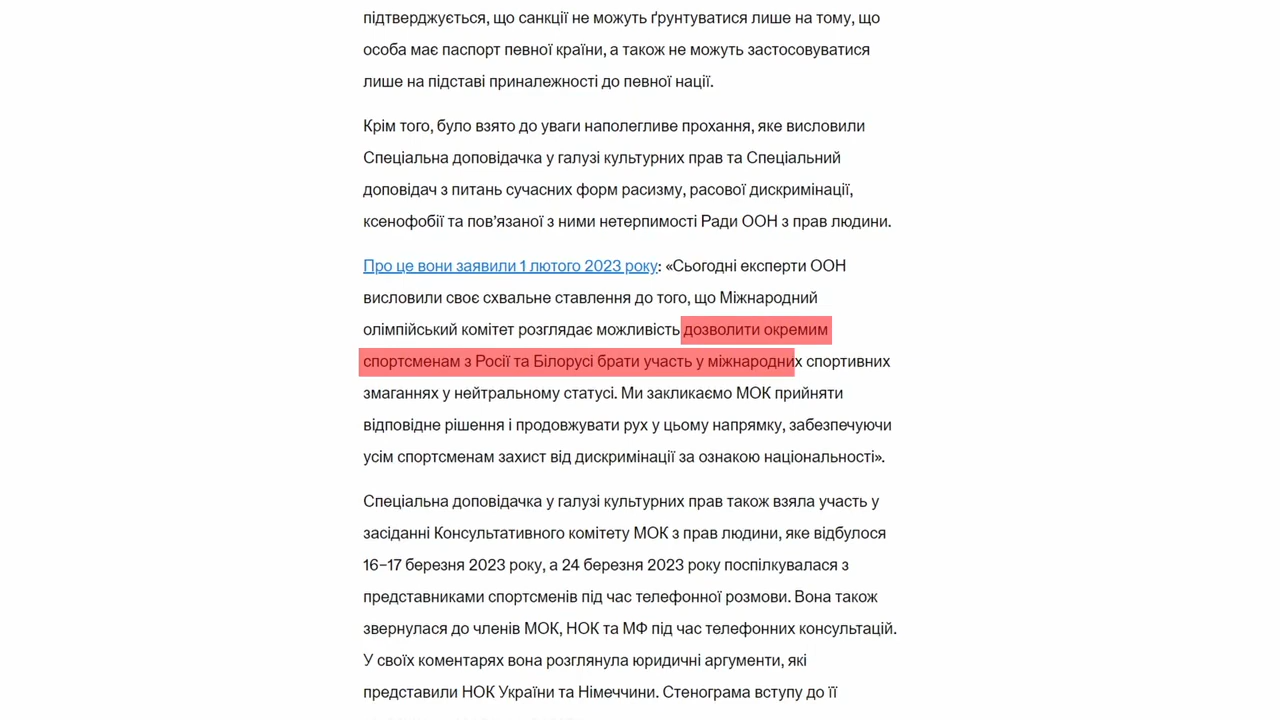 підтверджується, що санкції не можуть ґрунтуватися лише на тому, що
особа має паспорт певної країни, а також не можуть застосовуватися
лише на підставі приналежності до певної нації.
Крім того, було взято до уваги наполегливе прохання, яке висловили
Спеціальна доповідачка у галузі культурних прав та Спеціальний
доповідач з питань сучасних форм расизму, расової дискримінації,
ксенофобії та пов’язаної з ними нетерпимості Ради ООН з прав людини.
Про це вони заявили 1 лютого 2023 року: «Сьогодні експерти ООН
висловили своє схвальне ставлення до того, що Міжнародний
олімпійський комітет розглядає можливість дозволити окремим
спортсменам з Росії та Білорусі брати участь у міжнародних спортивних
змаганнях у нейтральному статусі. Ми закликаємо МОК прийняти
відповідне рішення і продовжувати рух у цьому напрямку, забезпечуючи
усім спортсменам захист від дискримінації за ознакою національності».
Спеціальна доповідачка у галузі культурних прав також взяла участь у
засіданні Консультативного комітету МОК з прав людини, яке відбулося
16–17 березня 2023 року, а 24 березня 2023 року поспілкувалася з
представниками спортсменів під час телефонної розмови. Вона також
звернулася до членів МОК, НОК та МФ під час телефонних консультацій.
У своїх коментарях вона розглянула юридичні аргументи, які
представили НОК України та Німеччини. Стенограма вступу до її